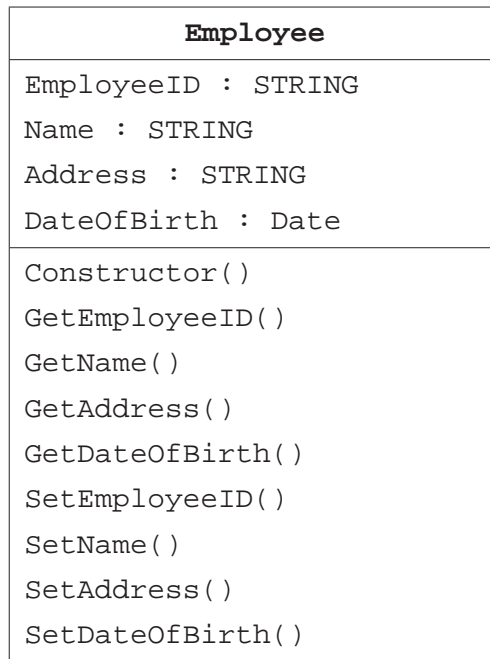 Employee
EmployeeID : STRING
Name : STRING
Address : STRING
DateOfBirth : Date
Constructor()
GetEmployeeID()
GetName()
GetAddress()
GetDateOfBirth()
SetEmployeeID()
SetName()
SetAddress()
SetDateOfBirth()